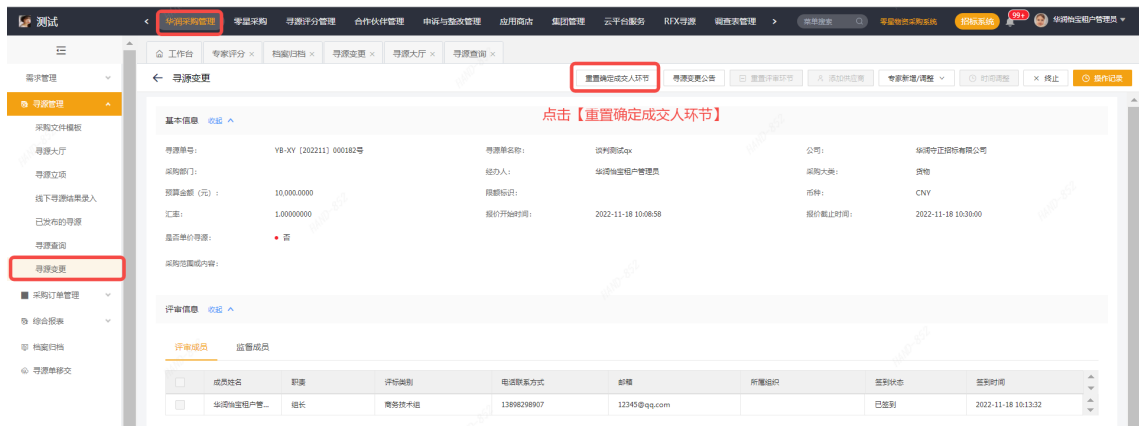 测试
华润采购管理 零星采购 寻源评分管理 合作伙伴管理 申诉与整改管理 应用商店 集团管理 云平台服务 RFX寻源 调查表管理
菜单搜索 零星物资采购系统 招标系统 99+ 华润怡宝租户管理员
工作台 专家评分 × 档案归档 × 寻源变更 × 寻源大厅 × 寻源查询 ×
需求管理
寻源管理
采购文件模板
寻源大厅
寻源立项
线下寻源结果录入
已发布的寻源
寻源查询
寻源变更
采购订单管理
综合报表
档案归档
寻源单移交
← 寻源变更
重置确定成交人环节 寻源变更公告 重置评审环节 添加供应商 专家新增/调整 时间调整 × 终止 操作记录
点击【重置确定成交人环节】
基本信息 收起
寻源单号: YB-XY [202211] 000182号 寻源单名称: 谈判测试qx 公司: 华润守正招标有限公司
采购部门: 经办人: 华润怡宝租户管理员 采购大类: 货物
预算金额(元): 10,000.0000 限额标识: 币种: CNY
汇率: 1.00000000 报价开始时间: 2022-11-18 10:08:58 报价截止时间: 2022-11-18 10:30:00
是否单价寻源: 否
采购范围或内容:
评审信息 收起
评审成员 监督成员
成员姓名 职责 评标类别 电话联系方式 邮箱 所属组织 签到状态 签到时间
华润怡宝租户管... 组长 商务技术组 13898298907 12345@qq.com 已签到 2022-11-18 10:13:32